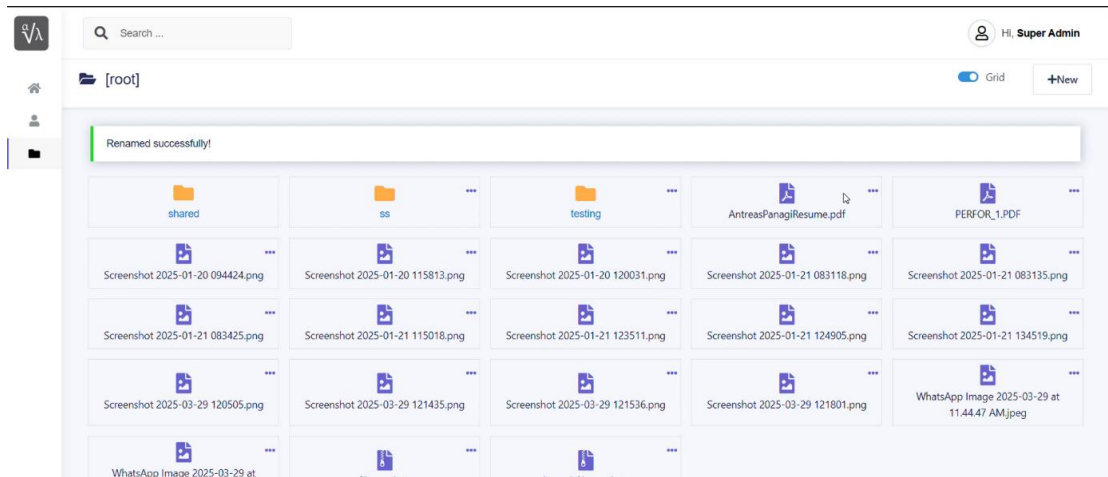 α√λ
Search ...
Hi, Super Admin
[root]
Grid
+New
Renamed successfully!
shared
ss
testing
AntreasPanagiResume.pdf
PERFOR_1.PDF
Screenshot 2025-01-20 094424.png
Screenshot 2025-01-20 115813.png
Screenshot 2025-01-20 120031.png
Screenshot 2025-01-21 083118.png
Screenshot 2025-01-21 083135.png
Screenshot 2025-01-21 083425.png
Screenshot 2025-01-21 115018.png
Screenshot 2025-01-21 123511.png
Screenshot 2025-01-21 124905.png
Screenshot 2025-01-21 134519.png
Screenshot 2025-03-29 120505.png
Screenshot 2025-03-29 121435.png
Screenshot 2025-03-29 121536.png
Screenshot 2025-03-29 121801.png
WhatsApp Image 2025-03-29 at
11.44.47 AM.jpeg
WhatsApp Image 2025-03-29 at